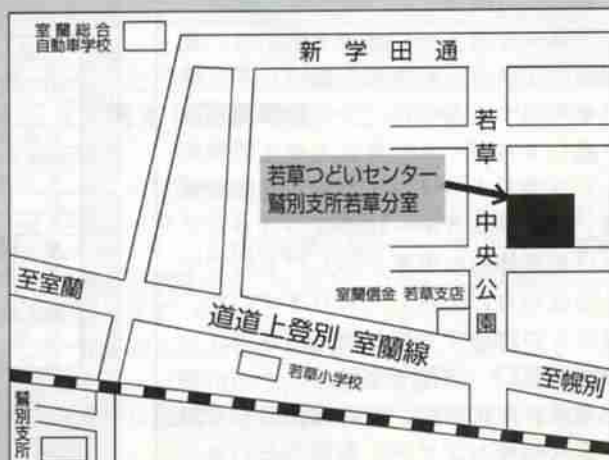 室蘭総合
自動車学校
新学田通
若草中央公園
若草つどいセンター
鷲別支所若草分室
至室蘭
室蘭信金 若草支店
道道上登別 室蘭線
若草小学校
至幌別
鷲別支所